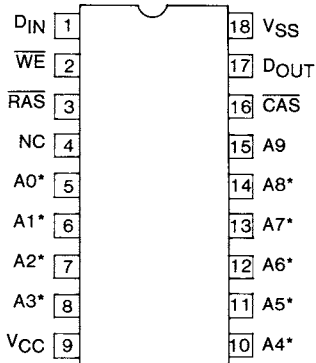 DIN 1 18 VSS
WE 2 17 DOUT
RAS 3 16 CAS
NC 4 15 A9
A0* 5 14 A8*
A1* 6 13 A7*
A2* 7 12 A6*
A3* 8 11 A5*
VCC 9 10 A4*